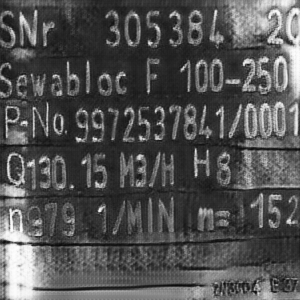 SNr 305384 20
Sewabloc F 100-250
P-No. 9972537841/0001
Q130.15 M3/H H8
n979 1/MIN m= 152